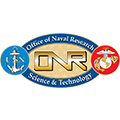 Office of Naval Research
ONR
Science & Technology